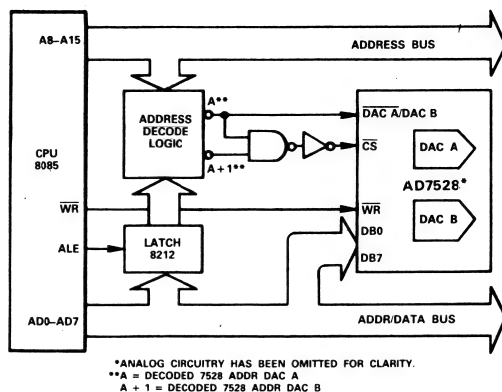 A8–A15
ADDRESS BUS
CPU
8085
ADDRESS
DECODE
LOGIC
A**
A + 1**
DAC A/DAC B
CS
DAC A
AD7528*
DAC B
WR
WR
DB0
DB7
ALE
LATCH
8212
AD0–AD7
ADDR/DATA BUS
*ANALOG CIRCUITRY HAS BEEN OMITTED FOR CLARITY.
**A = DECODED 7528 ADDR DAC A
A + 1 = DECODED 7528 ADDR DAC B